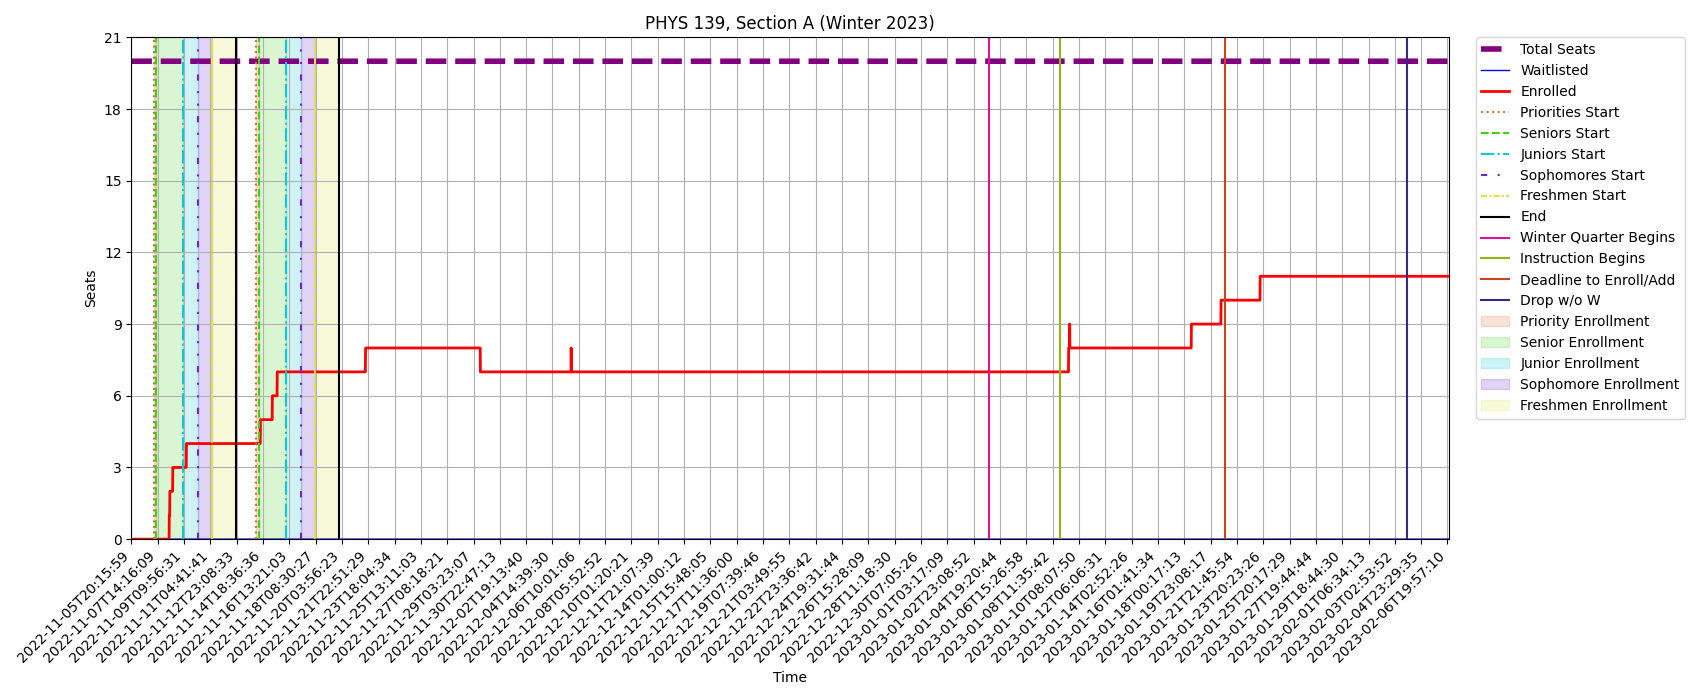 PHYS 139, Section A (Winter 2023)
Seats
21
18
15
12
9
6
3
0
2022-11-05T20:15:59
2022-11-07T14:16:09
2022-11-09T09:56:31
2022-11-11T04:41:41
2022-11-12T23:08:33
2022-11-14T18:36:36
2022-11-16T13:21:03
2022-11-18T08:30:27
2022-11-20T03:56:23
2022-11-21T22:51:29
2022-11-23T18:04:34
2022-11-25T13:11:03
2022-11-27T08:18:21
2022-11-29T03:23:07
2022-11-30T22:47:13
2022-12-02T19:13:40
2022-12-04T14:39:30
2022-12-06T10:01:06
2022-12-08T05:52:52
2022-12-10T01:20:21
2022-12-11T21:07:39
2022-12-14T01:00:12
2022-12-15T15:48:05
2022-12-17T11:36:00
2022-12-19T07:39:46
2022-12-21T03:49:55
2022-12-22T23:36:42
2022-12-24T19:31:44
2022-12-26T15:28:09
2022-12-28T11:18:30
2022-12-30T07:05:26
2023-01-01T03:17:09
2023-01-02T23:08:52
2023-01-04T19:20:44
2023-01-06T15:26:58
2023-01-08T11:35:42
2023-01-10T08:07:50
2023-01-12T06:06:31
2023-01-14T02:52:26
2023-01-16T01:41:34
2023-01-18T00:17:13
2023-01-19T23:08:17
2023-01-21T21:45:54
2023-01-23T20:23:26
2023-01-25T20:17:29
2023-01-27T19:44:44
2023-01-29T18:44:30
2023-02-01T06:34:13
2023-02-03T02:53:52
2023-02-04T23:29:35
2023-02-06T19:57:10
Time
Total Seats
Waitlisted
Enrolled
Priorities Start
Seniors Start
Juniors Start
Sophomores Start
Freshmen Start
End
Winter Quarter Begins
Instruction Begins
Deadline to Enroll/Add
Drop w/o W
Priority Enrollment
Senior Enrollment
Junior Enrollment
Sophomore Enrollment
Freshmen Enrollment